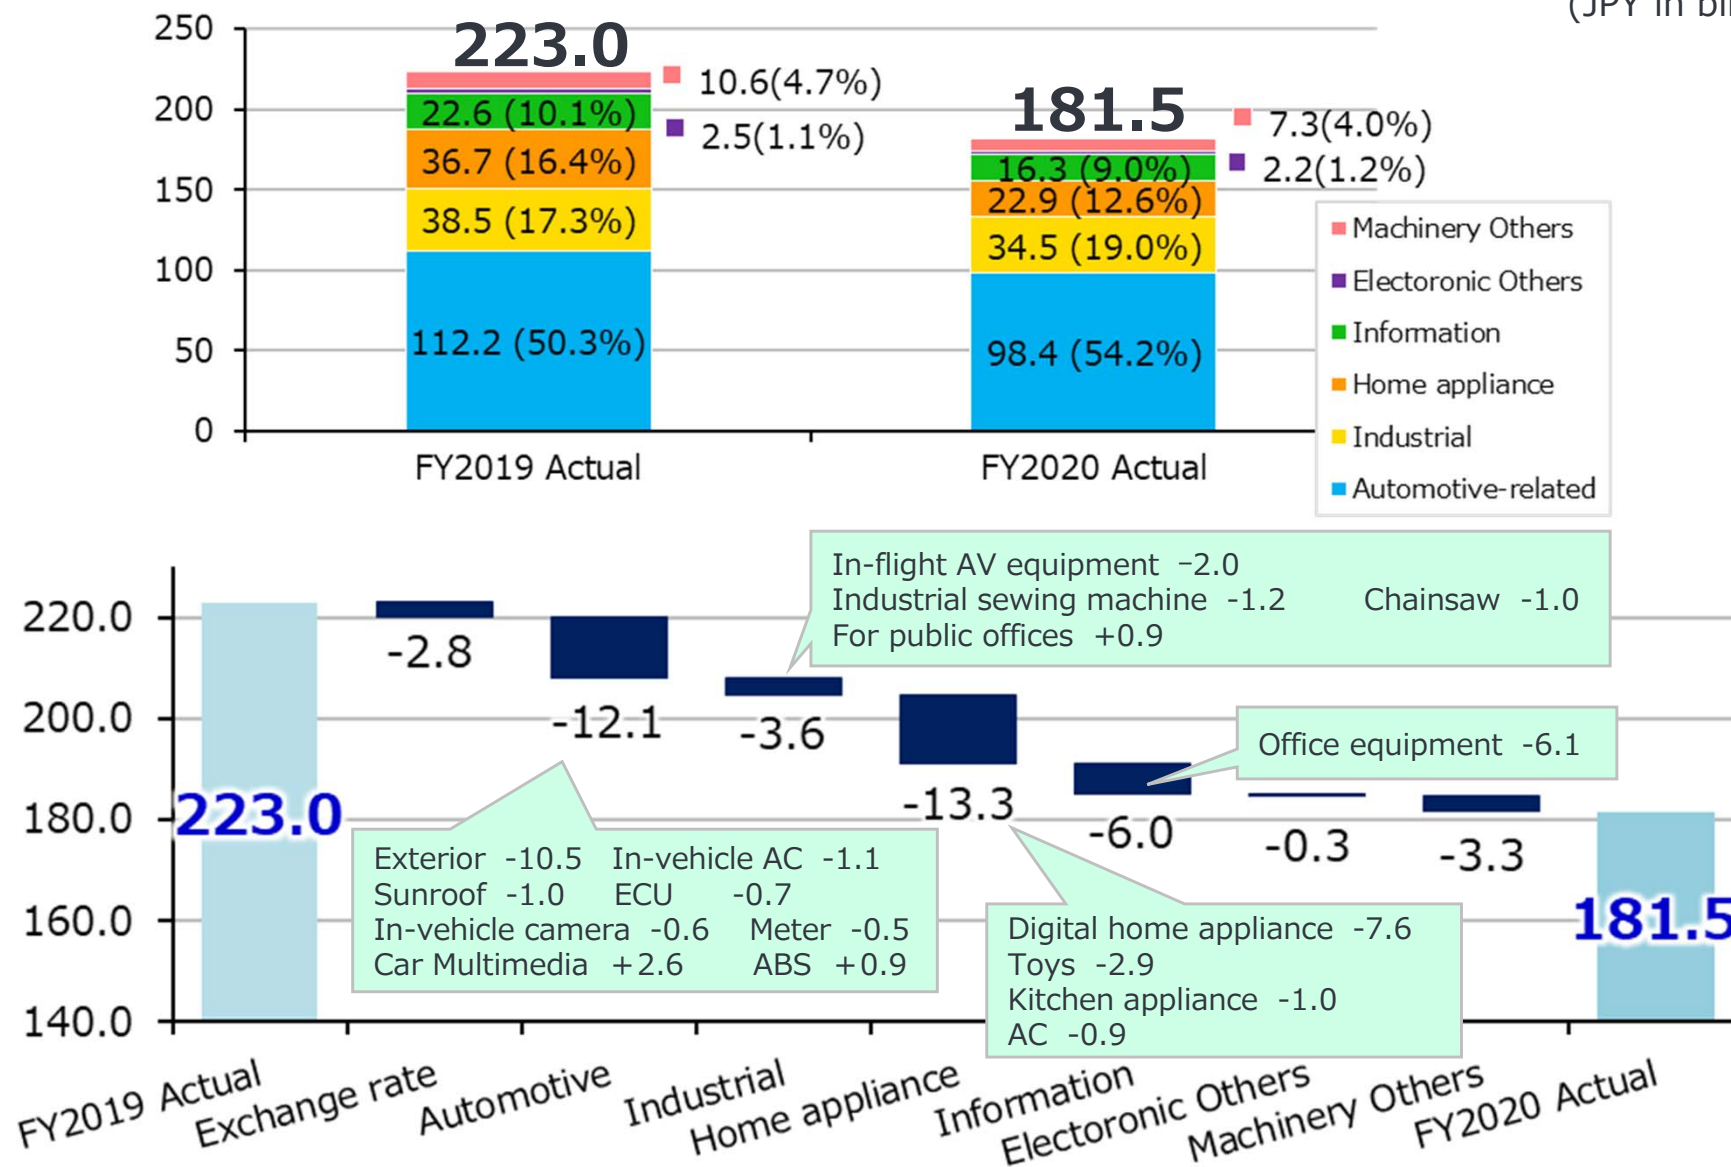 (JPY in bil
250
223.0
10.6(4.7%)
200
22.6 (10.1%)
2.5(1.1%)
181.5
7.3(4.0%)
36.7 (16.4%)
16.3 (9.0%)
2.2(1.2%)
150
22.9 (12.6%)
38.5 (17.3%)
34.5 (19.0%)
100
112.2 (50.3%)
98.4 (54.2%)
50
0
FY2019 Actual
FY2020 Actual
Machinery Others
Electoronic Others
Information
Home appliance
Industrial
Automotive-related
In-flight AV equipment -2.0
Industrial sewing machine -1.2 Chainsaw -1.0
For public offices +0.9
220.0
200.0
180.0
160.0
140.0
223.0
-2.8
-12.1
-3.6
-13.3
-6.0
-0.3
-3.3
181.5
Office equipment -6.1
Exterior -10.5 In-vehicle AC -1.1
Sunroof -1.0 ECU -0.7
In-vehicle camera -0.6 Meter -0.5
Car Multimedia +2.6 ABS +0.9
Digital home appliance -7.6
Toys -2.9
Kitchen appliance -1.0
AC -0.9
FY2019 Actual
Exchange rate
Automotive
Industrial
Home appliance
Information
Electoronic Others
Machinery Others
FY2020 Actual